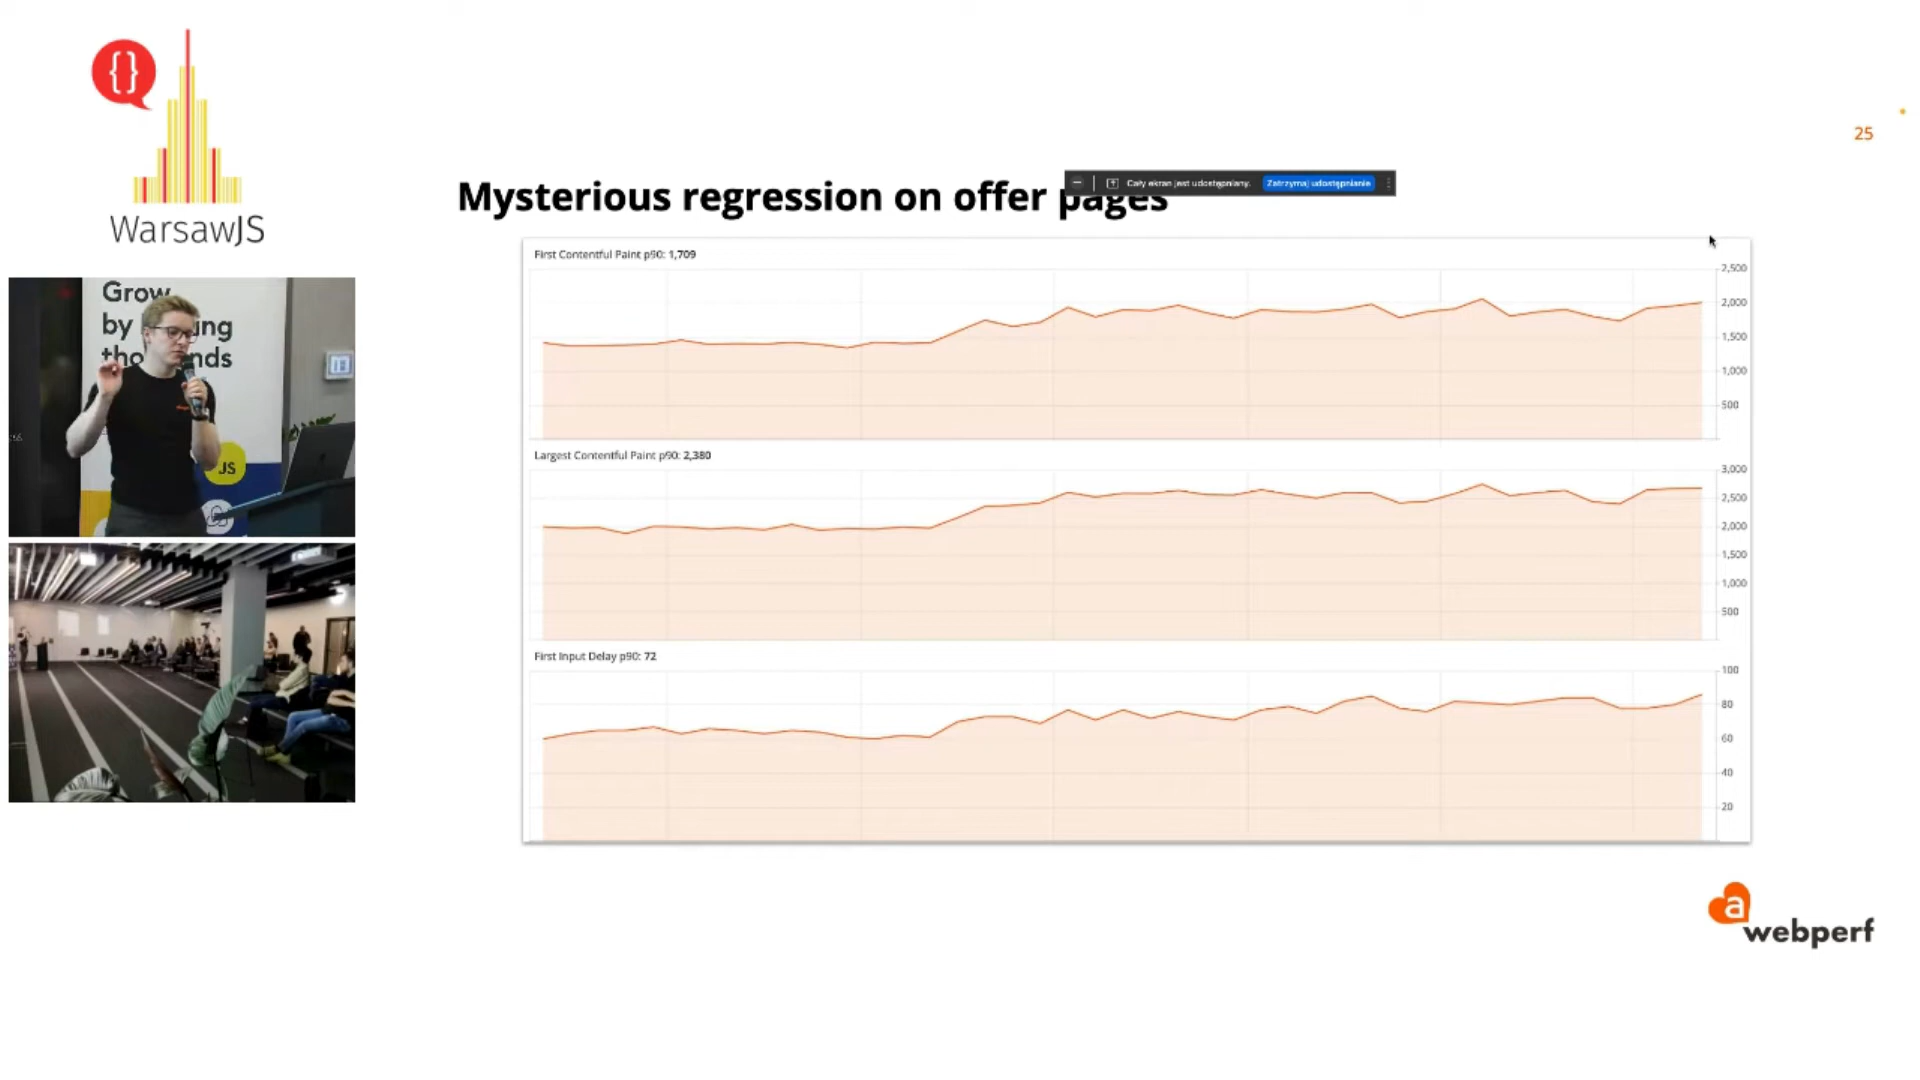 {}
WarsawJS
25
Mysterious regression on offer pages
Cały ekran jest udostępniany.
Zatrzymaj udostępnianie
Grow
by
ing
tho
nds
JS
First Contentful Paint p90: 1,709
2,500
2,000
1,500
1,000
500
Largest Contentful Paint p90: 2,380
3,000
2,500
2,000
1,500
1,000
500
First Input Delay p90: 72
100
80
60
40
20
a
webperf